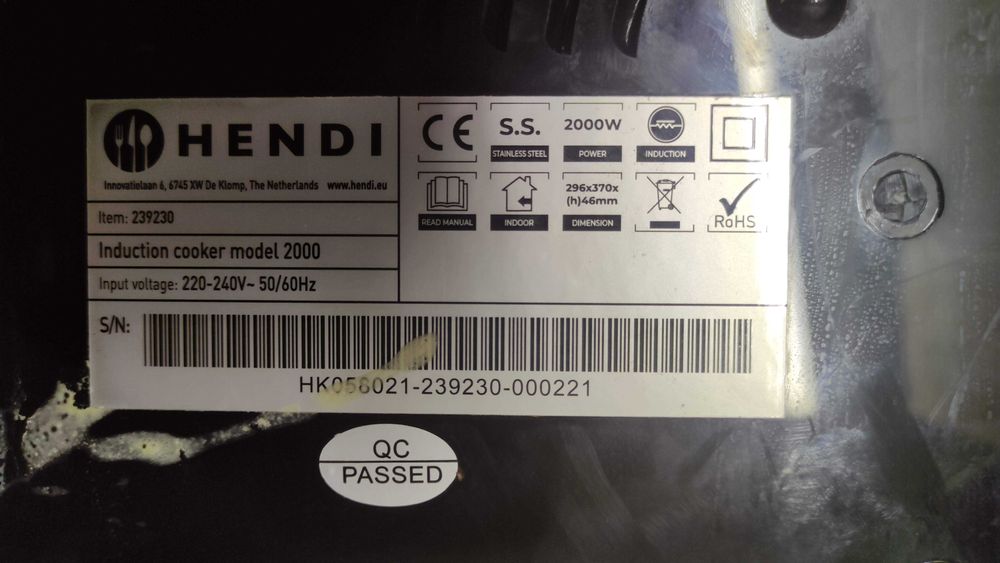 HENDI
Innovatielaan 6, 6745 XW De Klomp, The Netherlands www.hendi.eu
Item: 239230
Induction cooker model 2000
Input voltage: 220-240V~ 50/60Hz
CE
S.S.
STAINLESS STEEL
2000W
POWER
INDUCTION
READ MANUAL
INDOOR
296x370x
(h)46mm
DIMENSION
RoHS
S/N:
HK058021-239230-000221
QC
PASSED